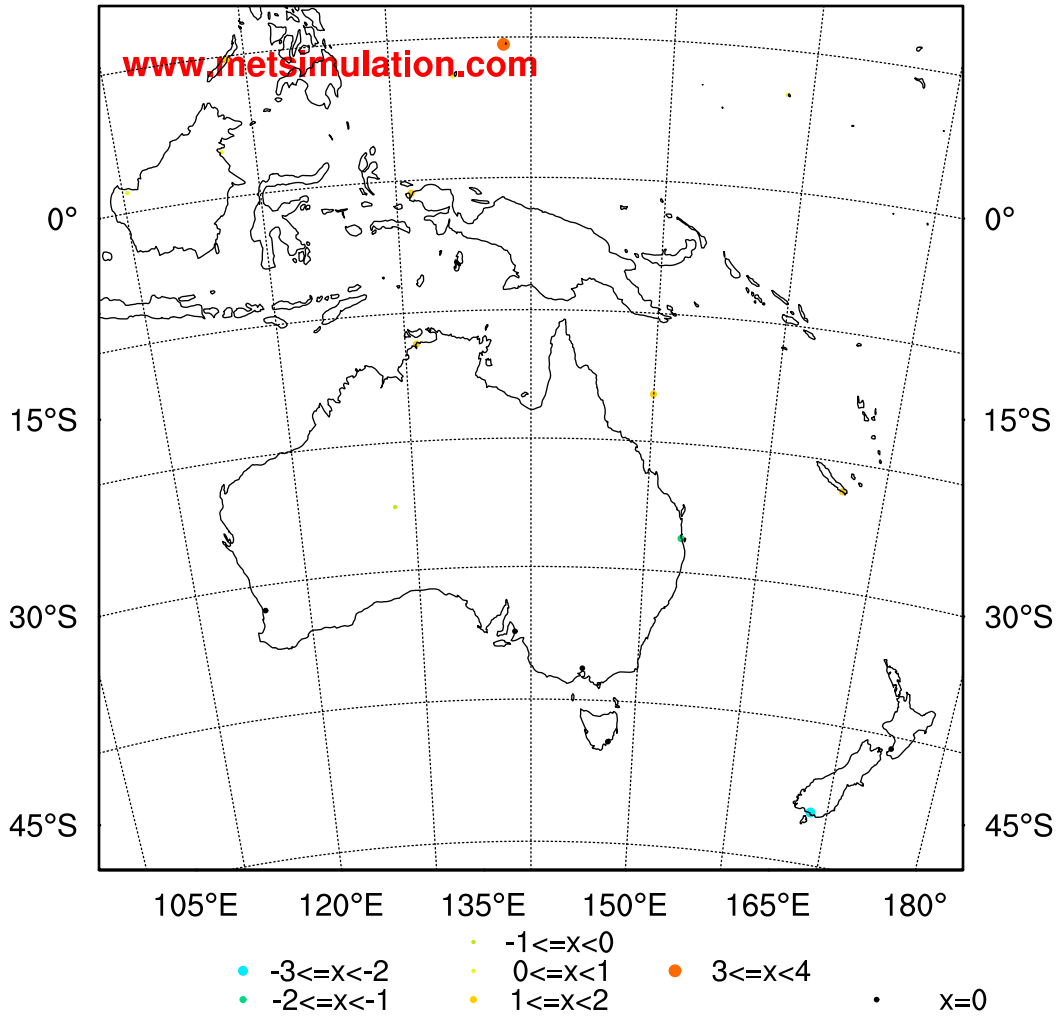 www.metsimulation.com
0° 0°
15°S 15°S
30°S 30°S
45°S 45°S
105°E 120°E 135°E 150°E 165°E 180°
-1<=x<0
-3<=x<-2 0<=x<1 3<=x<4
-2<=x<-1 1<=x<2 x=0